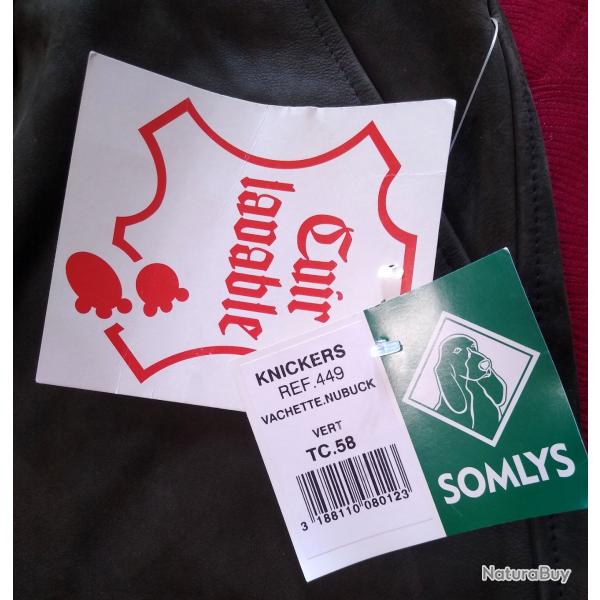 Cuir
lavable
KNICKERS
REF.449
VACHETTE.NUBUCK
VERT
TC.58
3 188110 080123
SOMLYS
NaturaBuy